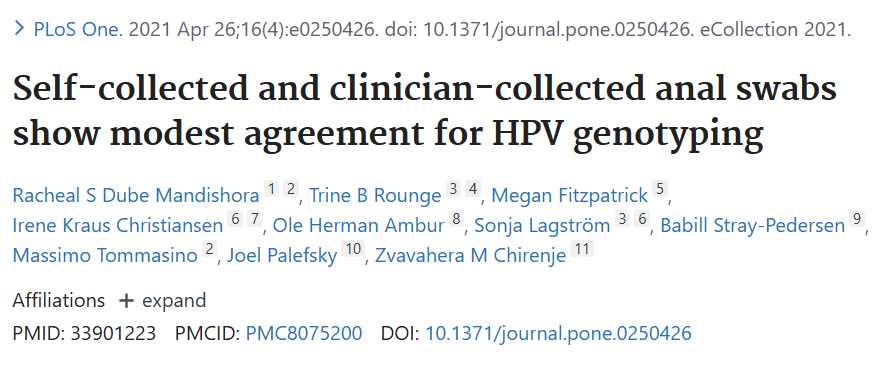 PLoS One. 2021 Apr 26;16(4):e0250426. doi: 10.1371/journal.pone.0250426. eCollection 2021.
Self-collected and clinician-collected anal swabs
show modest agreement for HPV genotyping
Racheal S Dube Mandishora 1 2, Trine B Rounge 3 4, Megan Fitzpatrick 5,
Irene Kraus Christiansen 6 7, Ole Herman Ambur 8, Sonja Lagström 3 6, Babill Stray-Pedersen 9,
Massimo Tommasino 2, Joel Palefsky 10, Zvavahera M Chirenje 11
Affiliations + expand
PMID: 33901223 PMCID: PMC8075200 DOI: 10.1371/journal.pone.0250426